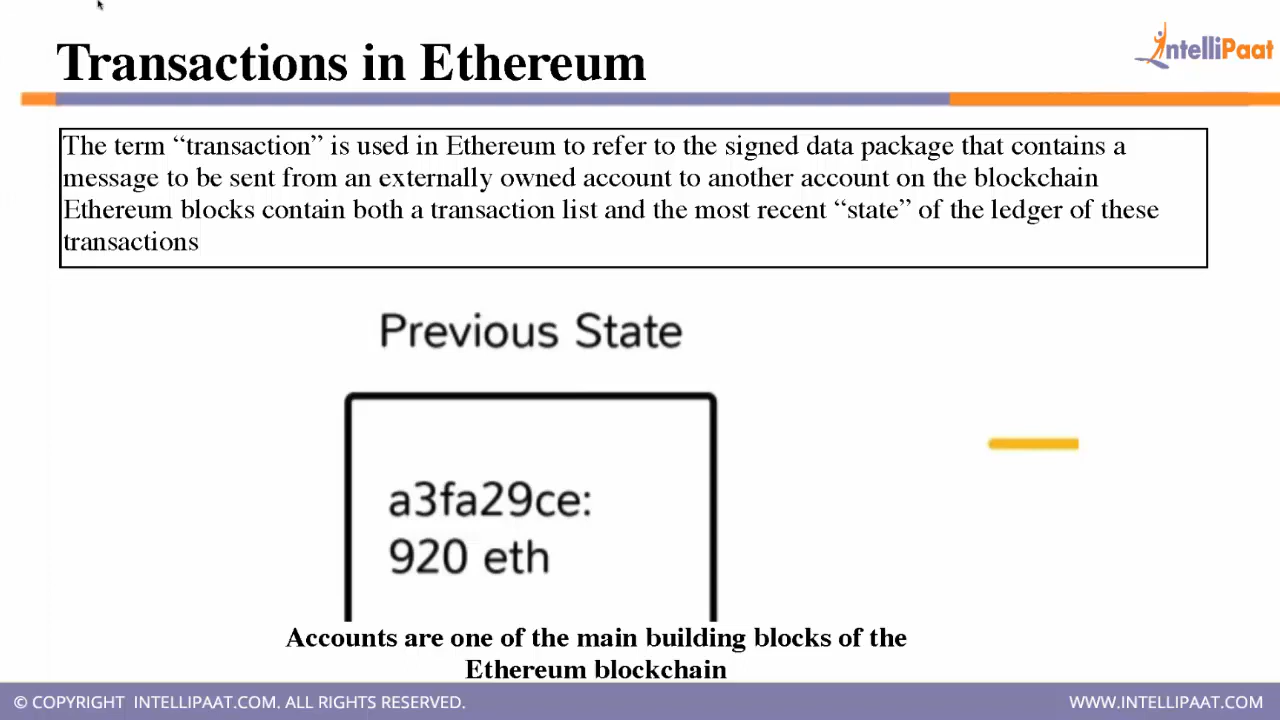 Transactions in Ethereum
IntelliPaat
The term “transaction” is used in Ethereum to refer to the signed data package that contains a
message to be sent from an externally owned account to another account on the blockchain
Ethereum blocks contain both a transaction list and the most recent “state” of the ledger of these
transactions
Previous State
a3fa29ce:
920 eth
Accounts are one of the main building blocks of the
Ethereum blockchain
© COPYRIGHT INTELLIPAAT.COM. ALL RIGHTS RESERVED.
WWW.INTELLIPAAT.COM